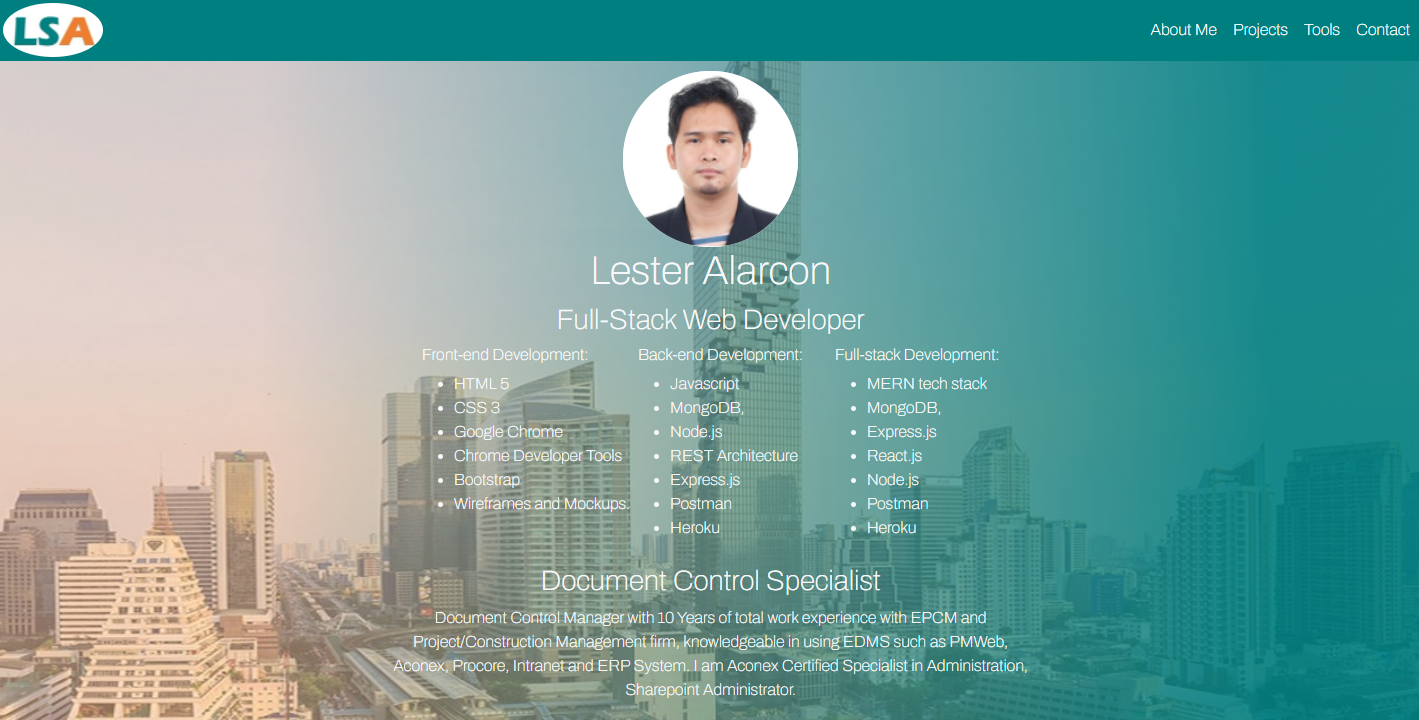 LSA
About Me Projects Tools Contact
Lester Alarcon
Full-Stack Web Developer
Front-end Development:
HTML 5
CSS 3
Google Chrome
Chrome Developer Tools
Bootstrap
Wireframes and Mockups.
Back-end Development:
Javascript
MongoDB,
Node.js
REST Architecture
Express.js
Postman
Heroku
Full-stack Development:
MERN tech stack
MongoDB,
Express.js
React.js
Node.js
Postman
Heroku
Document Control Specialist
Document Control Manager with 10 Years of total work experience with EPCM and
Project/Construction Management firm, knowledgeable in using EDMS such as PMWeb,
Aconex, Procore, Intranet and ERP System. I am Aconex Certified Specialist in Administration,
Sharepoint Administrator.